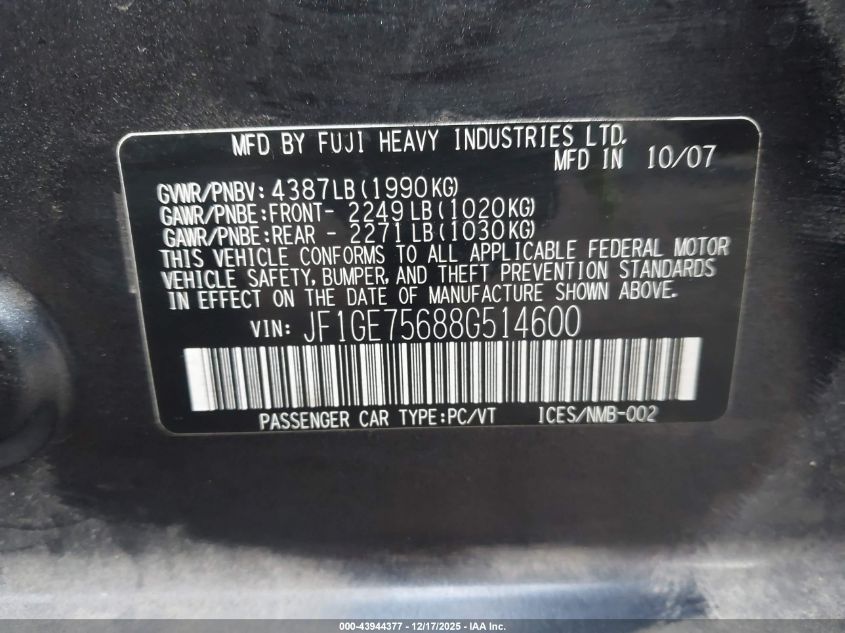 MFD BY FUJI HEAVY INDUSTRIES LTD.
MFD IN 10/07
GVWR/PNBV: 4387LB(1990KG)
GAWR/PNBE:FRONT- 2249LB(1020KG)
GAWR/PNBE:REAR - 2271LB(1030KG)
THIS VEHICLE CONFORMS TO ALL APPLICABLE FEDERAL MOTOR
VEHICLE SAFETY, BUMPER, AND THEFT PREVENTION STANDARDS
IN EFFECT ON THE DATE OF MANUFACTURE SHOWN ABOVE.
VIN: JF1GE75688G514600
PASSENGER CAR TYPE:PC/VT ICES/NMB-002
000-43944377 - 12/17/2025 - IAA Inc.